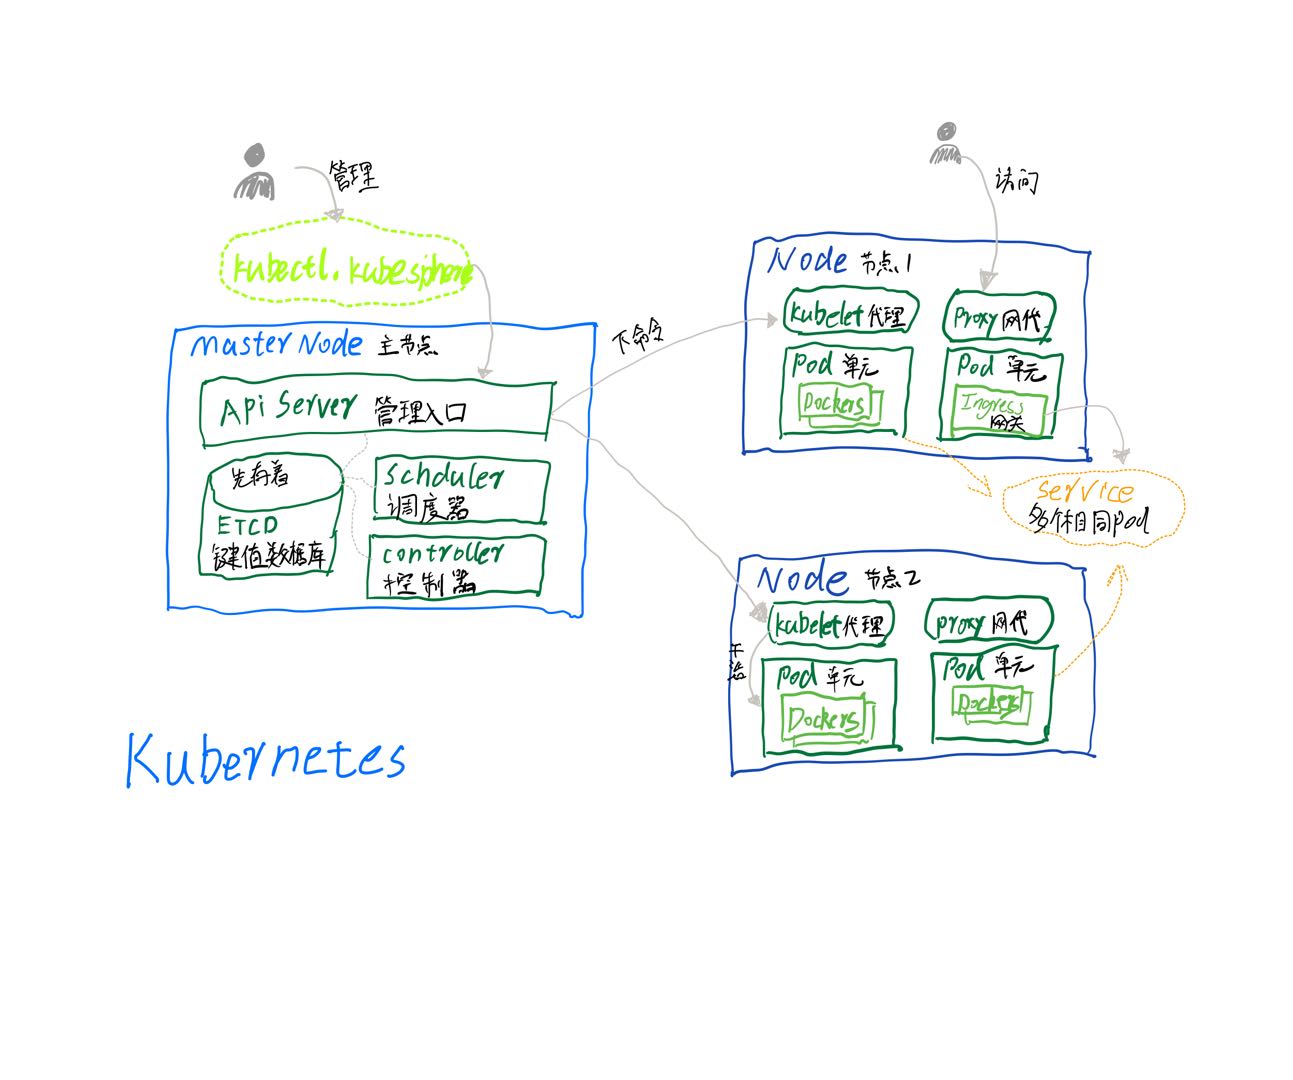 管理
kubectl.kubesphere
master Node 主节点
Api Server 管理入口
先存着
ETCD
键值数据库
schduler
调度器
controller
控制器
下命令
访问
Node 节点1
kubelet 代理
Proxy 网代
Pod 单元
Dockers
Pod 单元
Ingress
网关
service
多个相同pod
Node 节点2
kubelet 代理
proxy 网代
干活
Pod 单元
Dockers
Pod 单元
Dockers
Kubernetes